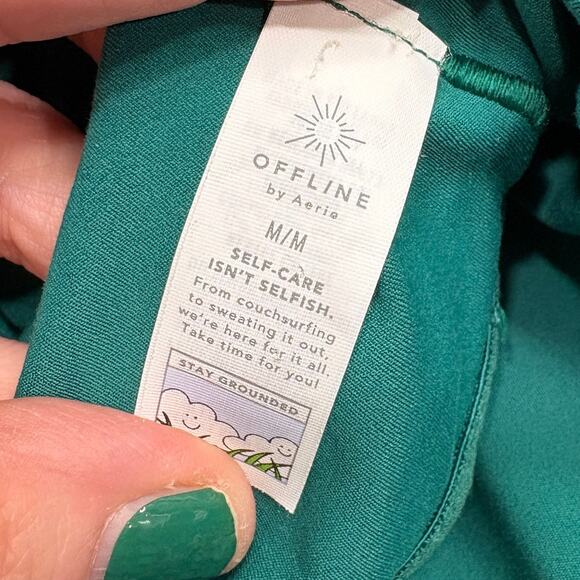 OFFLINE
by Aerie
M/M
SELF-CARE
ISN'T SELFISH.
From couchsurfing
to sweating it out,
we're here for it all.
Take time for you!
STAY GROUNDED